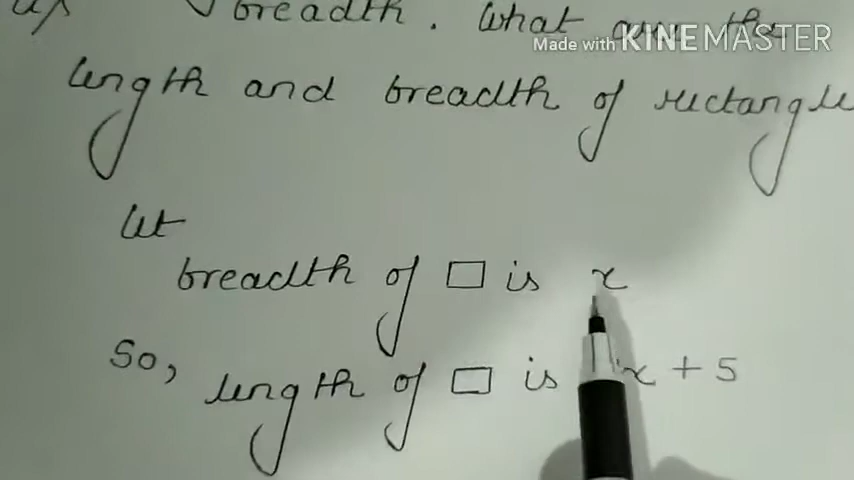 breadth. What are the
Made with KINEMASTER
length and breadth of rectangle
let
breadth of □ is x
So, length of □ is x + 5